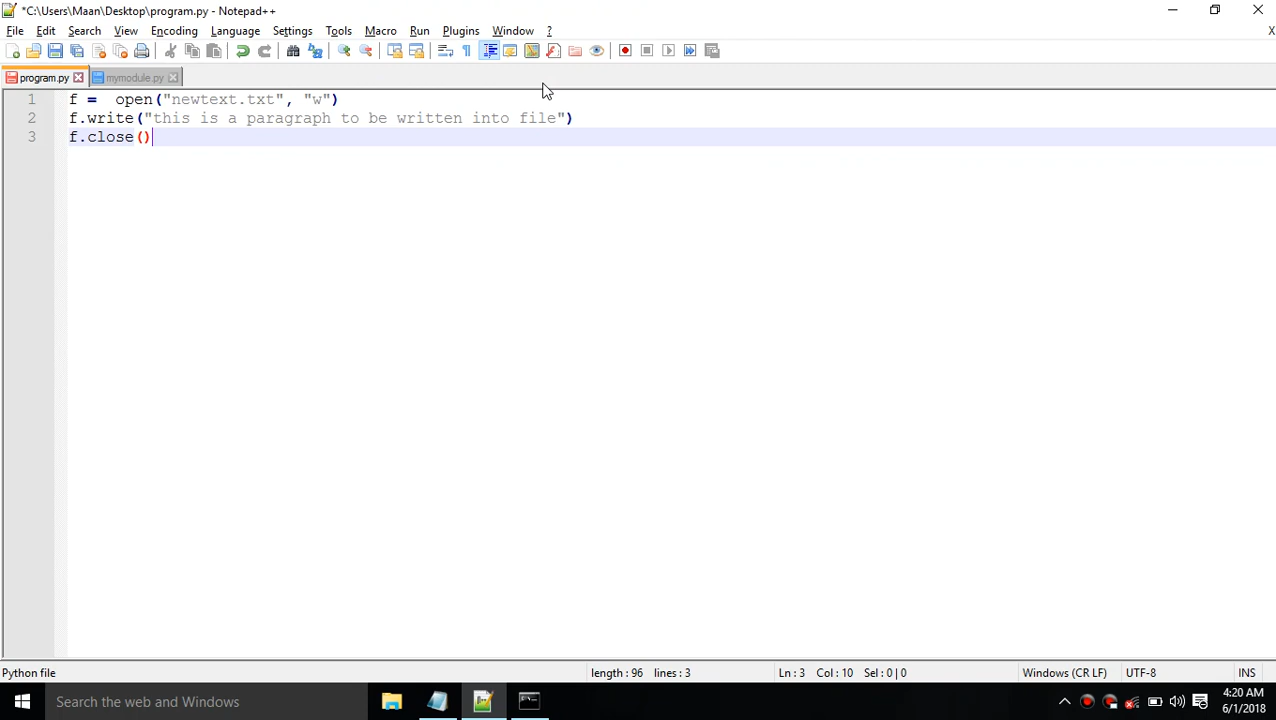 *C:\Users\Maan\Desktop\program.py - Notepad++
File Edit Search View Encoding Language Settings Tools Macro Run Plugins Window ?
X
program.py mymodule.py
1 f =  open("newtext.txt", "w")
2 f.write("this is a paragraph to be written into file")
3 f.close()
Python file length : 96 lines : 3 Ln : 3 Col : 10 Sel : 0 | 0 Windows (CR LF) UTF-8 INS
Search the web and Windows
4:20 AM
6/1/2018